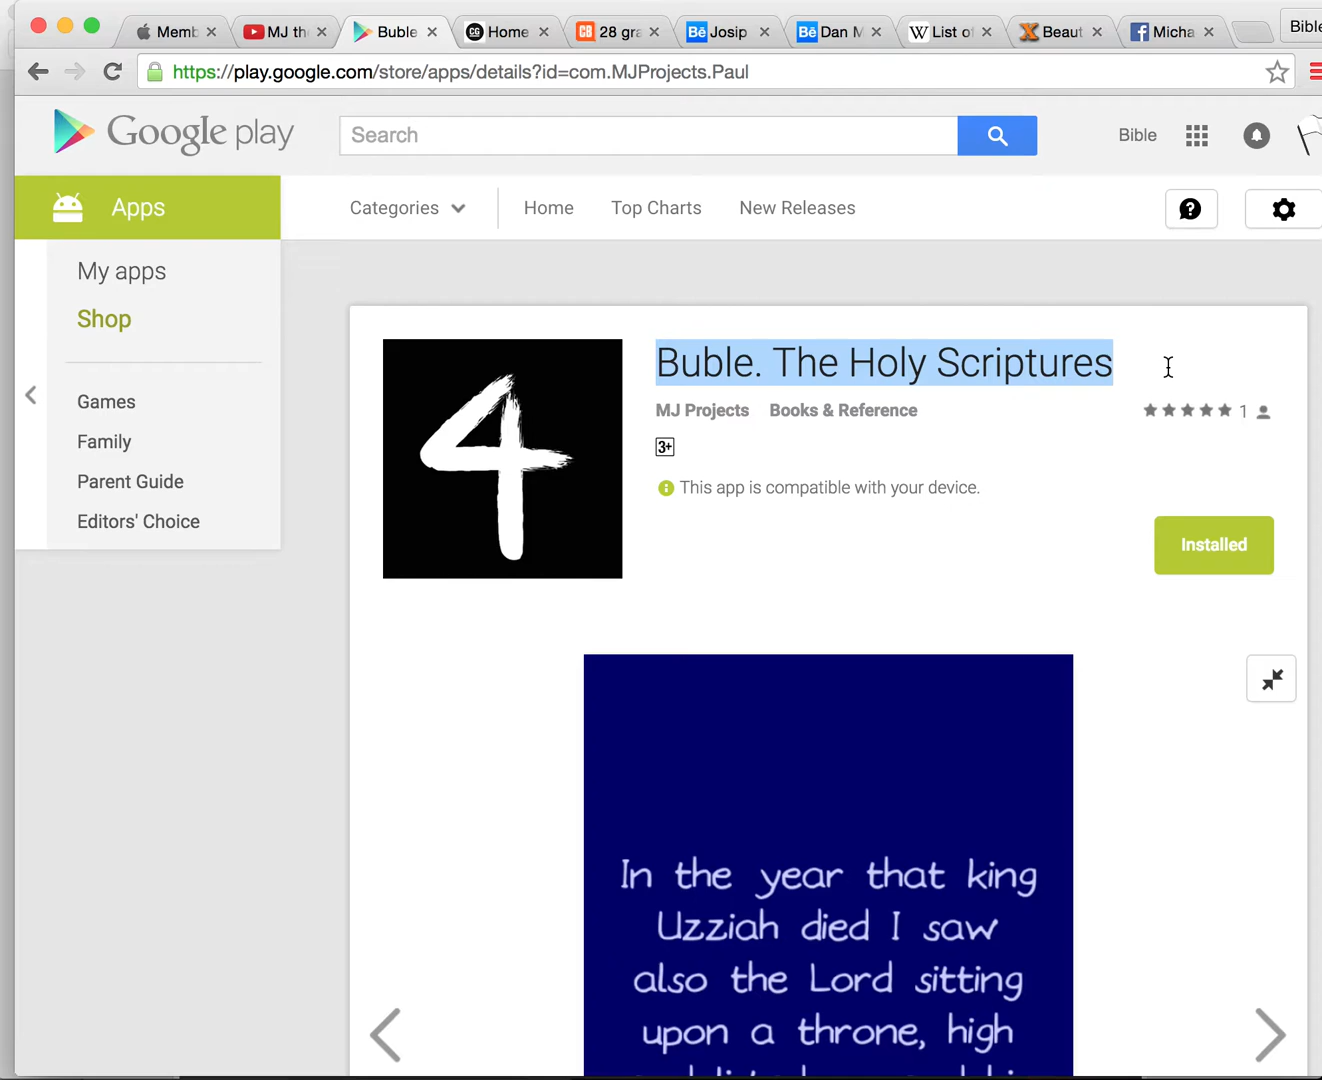 Memb
MJ th
Buble
Home
28 gra
Josip
Dan M
List o
Beaut
Micha
Bible
https://play.google.com/store/apps/details?id=com.MJProjects.Paul
Google play
Search
Bible
Apps
Categories
Home
Top Charts
New Releases
My apps
Shop
Games
Family
Parent Guide
Editors' Choice
4
Buble. The Holy Scriptures
MJ Projects
Books & Reference
1
3+
This app is compatible with your device.
Installed
In the year that king
Uzziah died I saw
also the Lord sitting
upon a throne, high